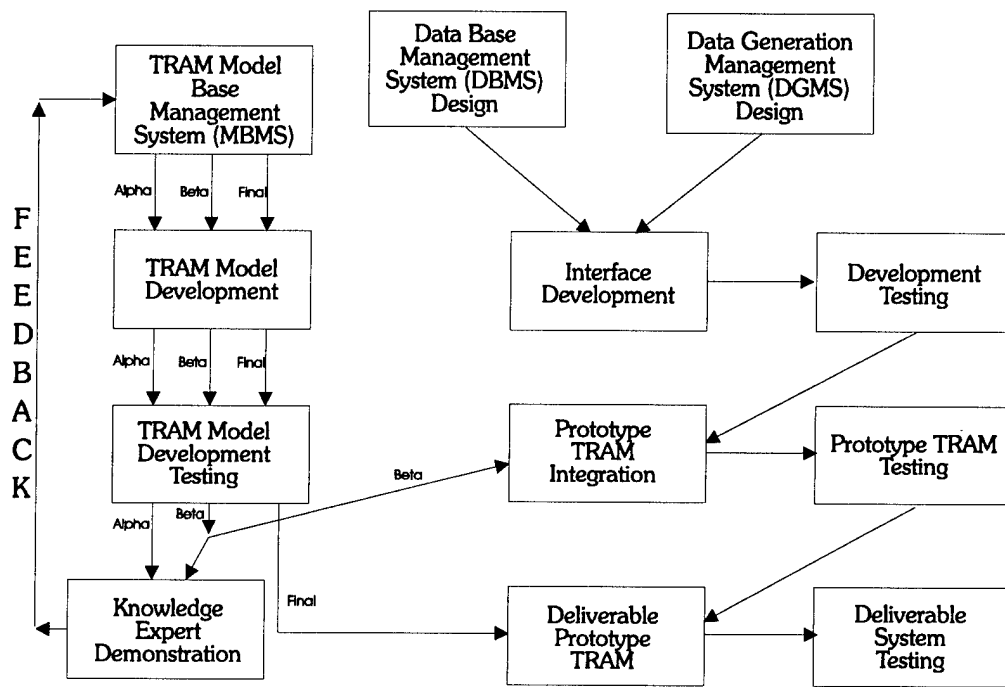 TRAM Model
Base
Management
System (MBMS)
Data Base
Management
System (DBMS)
Design
Data Generation
Management
System (DGMS)
Design
Alpha
Beta
Final
FEEDBACK
TRAM Model
Development
Interface
Development
Development
Testing
Alpha
Beta
Final
TRAM Model
Development
Testing
Prototype
TRAM
Integration
Prototype TRAM
Testing
Beta
Alpha
Beta
Final
Knowledge
Expert
Demonstration
Deliverable
Prototype
TRAM
Deliverable
System
Testing